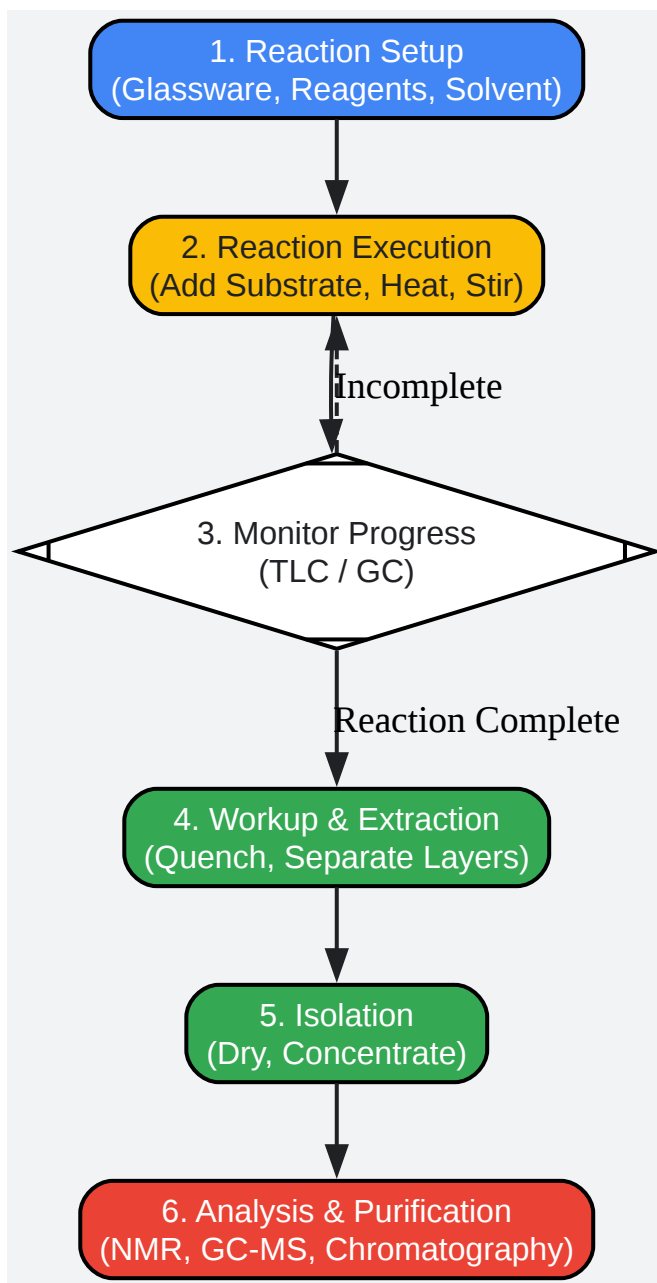 1. Reaction Setup
(Glassware, Reagents, Solvent)
2. Reaction Execution
(Add Substrate, Heat, Stir)
Incomplete
3. Monitor Progress
(TLC / GC)
Reaction Complete
4. Workup & Extraction
(Quench, Separate Layers)
5. Isolation
(Dry, Concentrate)
6. Analysis & Purification
(NMR, GC-MS, Chromatography)